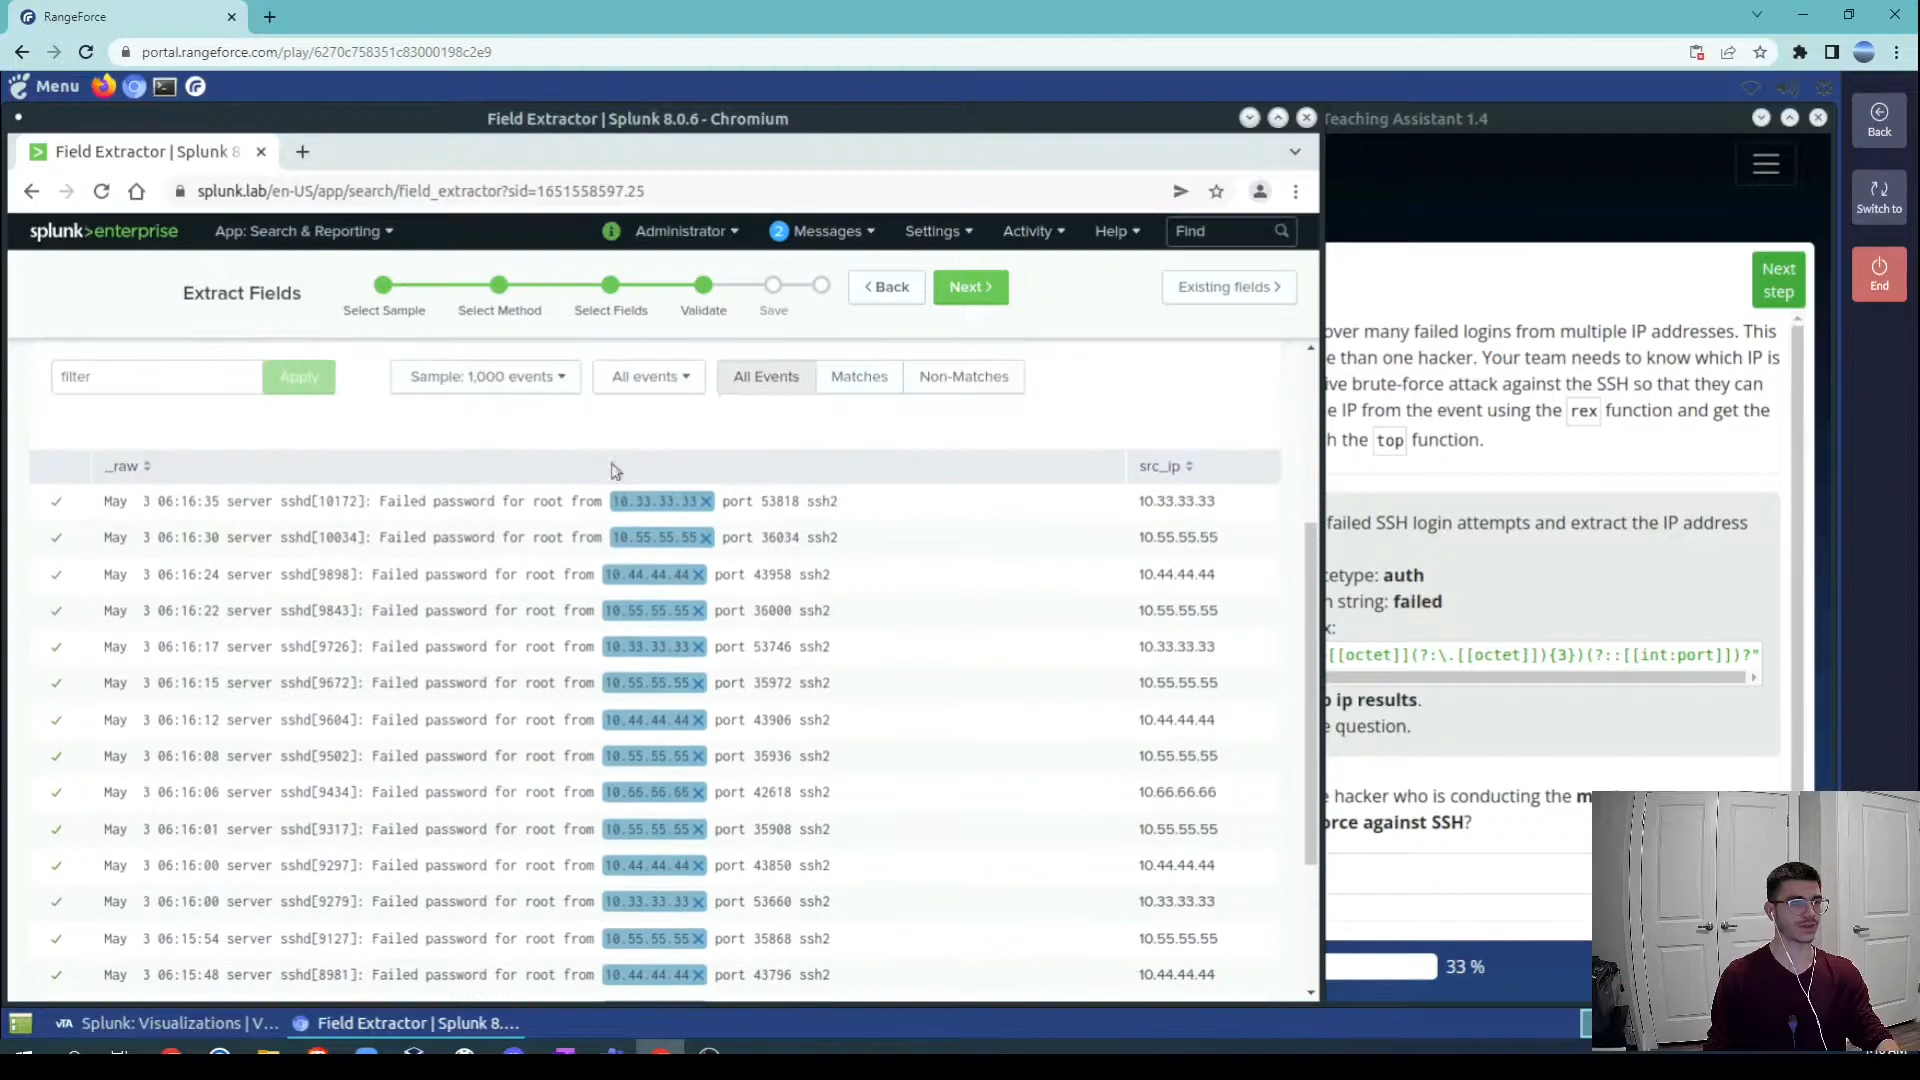 RangeForce
portal.rangeforce.com/play/6270c758351c83000198c2e9
Menu
Field Extractor | Splunk 8.0.6 - Chromium
Teaching Assistant 1.4
Back
Field Extractor | Splunk 8
splunk.lab/en-US/app/search/field_extractor?sid=1651558597.25
Switch to
splunk>enterprise App: Search & Reporting Administrator 2 Messages Settings Activity Help Find
End
Extract Fields
Select Sample Select Method Select Fields Validate Save
< Back Next > Existing fields >
Next step
filter Apply Sample: 1,000 events All events All Events Matches Non-Matches
_raw src_ip
May 3 06:16:35 server sshd[10172]: Failed password for root from 10.33.33.33 port 53818 ssh2 10.33.33.33
May 3 06:16:30 server sshd[10034]: Failed password for root from 10.55.55.55 port 36034 ssh2 10.55.55.55
May 3 06:16:24 server sshd[9898]: Failed password for root from 10.44.44.44 port 43958 ssh2 10.44.44.44
May 3 06:16:22 server sshd[9843]: Failed password for root from 10.55.55.55 port 36000 ssh2 10.55.55.55
May 3 06:16:17 server sshd[9726]: Failed password for root from 10.33.33.33 port 53746 ssh2 10.33.33.33
May 3 06:16:15 server sshd[9672]: Failed password for root from 10.55.55.55 port 35972 ssh2 10.55.55.55
May 3 06:16:12 server sshd[9604]: Failed password for root from 10.44.44.44 port 43906 ssh2 10.44.44.44
May 3 06:16:08 server sshd[9502]: Failed password for root from 10.55.55.55 port 35936 ssh2 10.55.55.55
May 3 06:16:06 server sshd[9434]: Failed password for root from 10.66.66.66 port 42618 ssh2 10.66.66.66
May 3 06:16:01 server sshd[9317]: Failed password for root from 10.55.55.55 port 35908 ssh2 10.55.55.55
May 3 06:16:00 server sshd[9297]: Failed password for root from 10.44.44.44 port 43850 ssh2 10.44.44.44
May 3 06:16:00 server sshd[9279]: Failed password for root from 10.33.33.33 port 53660 ssh2 10.33.33.33
May 3 06:15:54 server sshd[9127]: Failed password for root from 10.55.55.55 port 35868 ssh2 10.55.55.55
May 3 06:15:48 server sshd[8981]: Failed password for root from 10.44.44.44 port 43796 ssh2 10.44.44.44
over many failed logins from multiple IP addresses. This
e than one hacker. Your team needs to know which IP is
ive brute-force attack against the SSH so that they can
e IP from the event using the rex function and get the
h the top function.
failed SSH login attempts and extract the IP address
cetype: auth
n string: failed
x:
[[octet]](?:\.[[octet]]){3})(?::[[int:port]])?"
p ip results.
e question.
e hacker who is conducting the m
orce against SSH?
33 %
vTA Splunk: Visualizations | V... Field Extractor | Splunk 8....